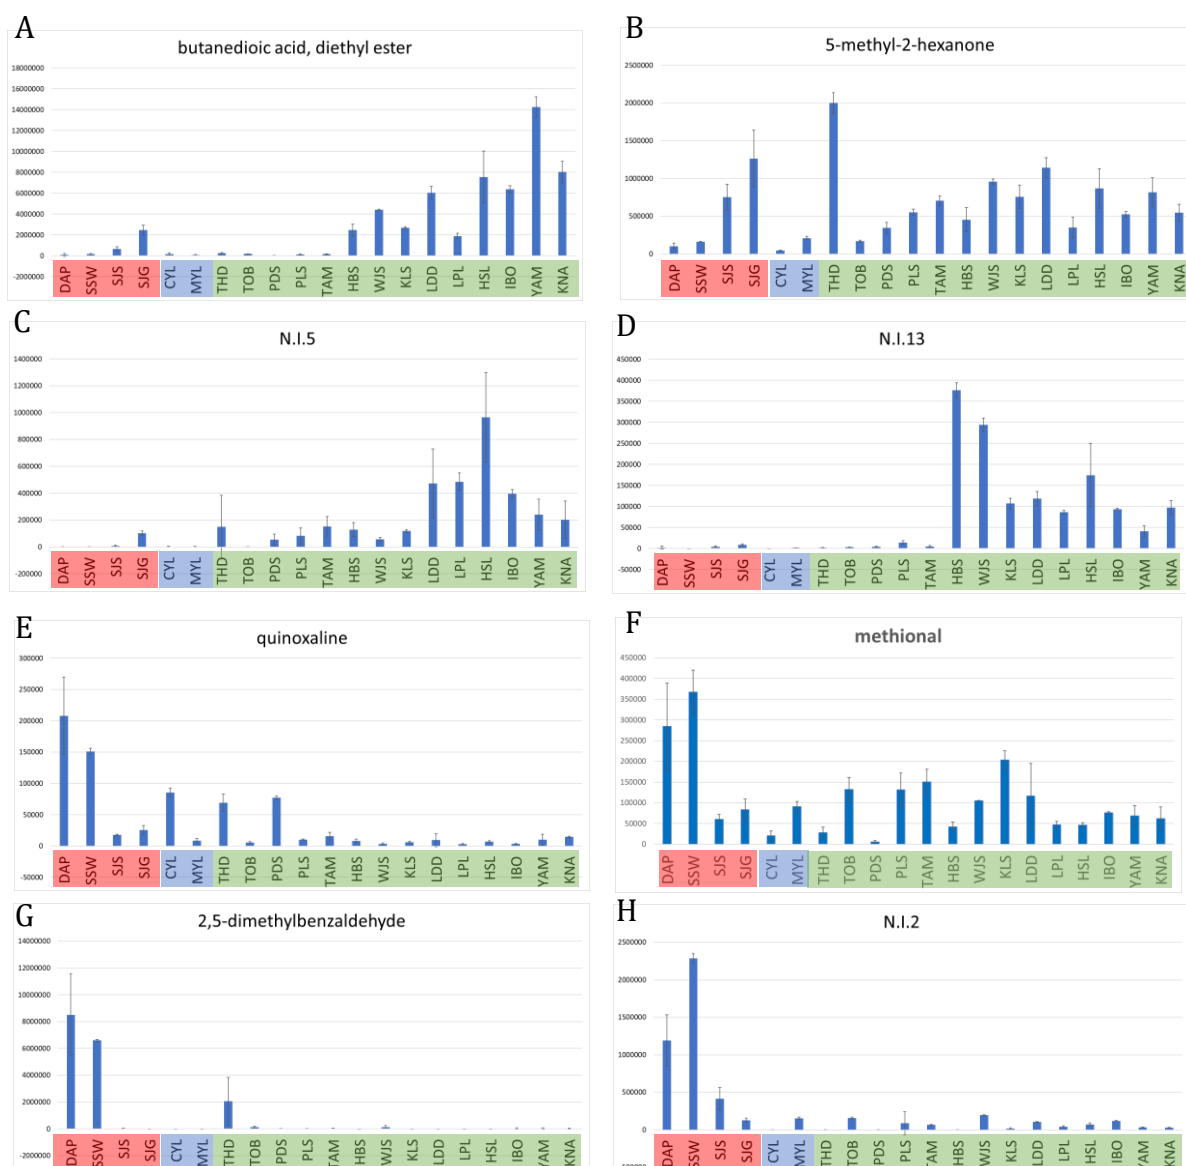 A
butanedioic acid, diethyl ester
18000000
16000000
14000000
12000000
10000000
8000000
6000000
4000000
2000000
0
-2000000
DAP SSW SJS SJG CYL MYL THD TOB PDS PLS TAM HBS WJS KLS LDD LPL HSL IBO YAM KNA
B
5-methyl-2-hexanone
2500000
2000000
1500000
1000000
500000
0
DAP SSW SJS SJG CYL MYL THD TOB PDS PLS TAM HBS WJS KLS LDD LPL HSL IBO YAM KNA
C
N.I.5
1400000
1200000
1000000
800000
600000
400000
200000
0
-200000
DAP SSW SJS SJG CYL MYL THD TOB PDS PLS TAM HBS WJS KLS LDD LPL HSL IBO YAM KNA
D
N.I.13
450000
400000
350000
300000
250000
200000
150000
100000
50000
0
-50000
DAP SSW SJS SJG CYL MYL THD TOB PDS PLS TAM HBS WJS KLS LDD LPL HSL IBO YAM KNA
E
quinoxaline
300000
250000
200000
150000
100000
50000
0
-50000
DAP SSW SJS SJG CYL MYL THD TOB PDS PLS TAM HBS WJS KLS LDD LPL HSL IBO YAM KNA
F
methional
450000
400000
350000
300000
250000
200000
150000
100000
50000
0
DAP SSW SJS SJG CYL MYL THD TOB PDS PLS TAM HBS WJS KLS LDD LPL HSL IBO YAM KNA
G
2,5-dimethylbenzaldehyde
14000000
12000000
10000000
8000000
6000000
4000000
2000000
0
-2000000
DAP SSW SJS SJG CYL MYL THD TOB PDS PLS TAM HBS WJS KLS LDD LPL HSL IBO YAM KNA
H
N.I.2
2500000
2000000
1500000
1000000
500000
0
DAP SSW SJS SJG CYL MYL THD TOB PDS PLS TAM HBS WJS KLS LDD LPL HSL IBO YAM KNA